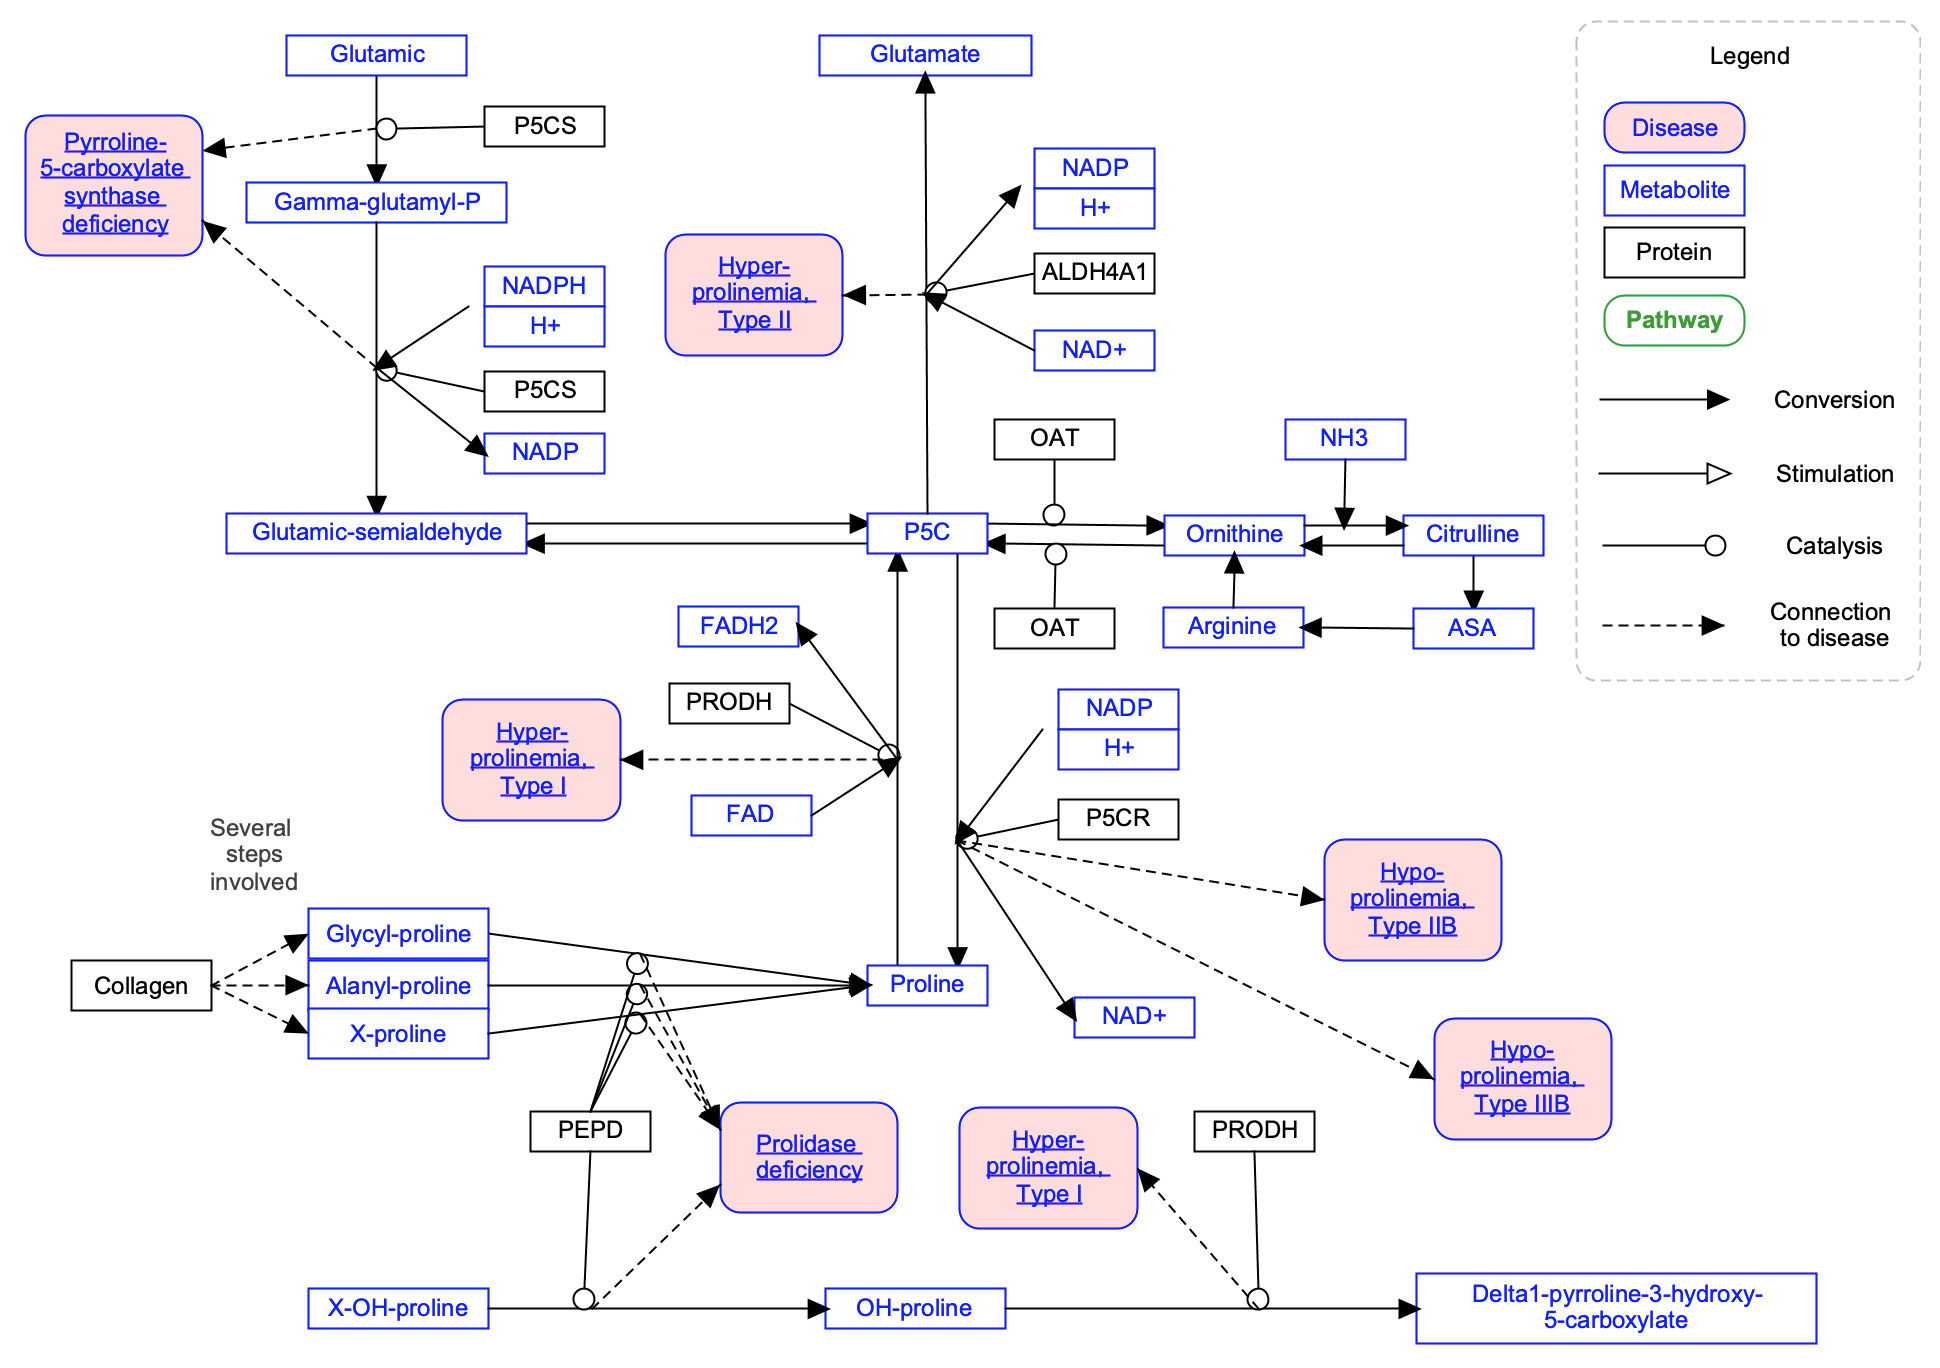 Glutamic
Glutamate
Legend
P5CS
Pyrroline-
5-carboxylate
synthase
deficiency
Gamma-glutamyl-P
NADP
H+
Disease
Metabolite
Protein
Pathway
Conversion
Stimulation
Catalysis
Connection
to disease
Hyper-
prolinemia,
Type II
ALDH4A1
NAD+
NADPH
H+
P5CS
NADP
OAT
NH3
Glutamic-semialdehyde
P5C
Ornithine
Citrulline
OAT
Arginine
ASA
FADH2
PRODH
Hyper-
prolinemia,
Type I
FAD
NADP
H+
P5CR
Several
steps
involved
Hypo-
prolinemia,
Type IIB
Glycyl-proline
Collagen
Alanyl-proline
X-proline
Proline
NAD+
Hypo-
prolinemia,
Type IIIB
PEPD
Prolidase
deficiency
Hyper-
prolinemia,
Type I
PRODH
X-OH-proline
OH-proline
Delta1-pyrroline-3-hydroxy-
5-carboxylate